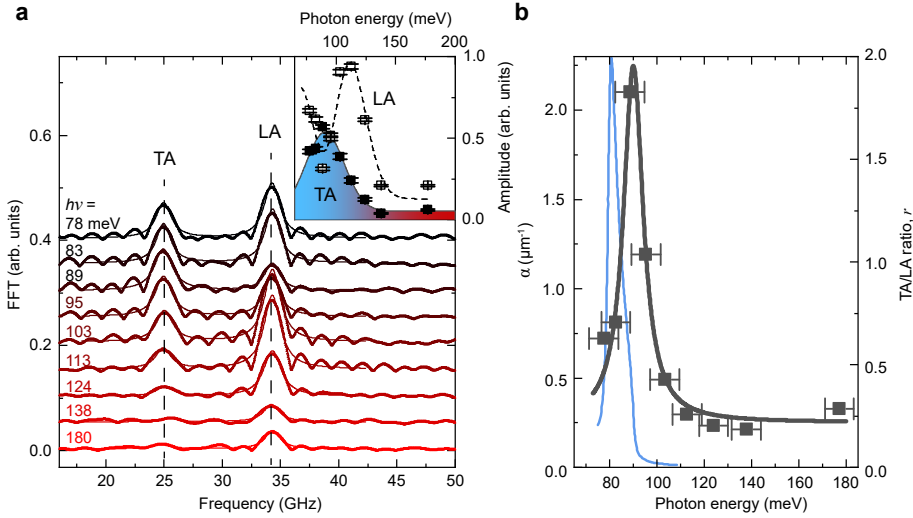 a
Photon energy (meV)
100
200
1.0
0.5
0.0
Amplitude (arb. units)
LA
TA
TA
LA
0.6
0.4
0.2
0.0
FFT (arb. units)
hν =
78 meV
83
89
95
103
113
124
138
180
20
25
30
35
40
45
50
Frequency (GHz)
b
2.0
1.5
1.0
0.5
0.0
α (μm⁻¹)
2.0
1.5
1.0
0.5
0.0
TA/LA ratio, r
80
100
120
140
160
180
Photon energy (meV)